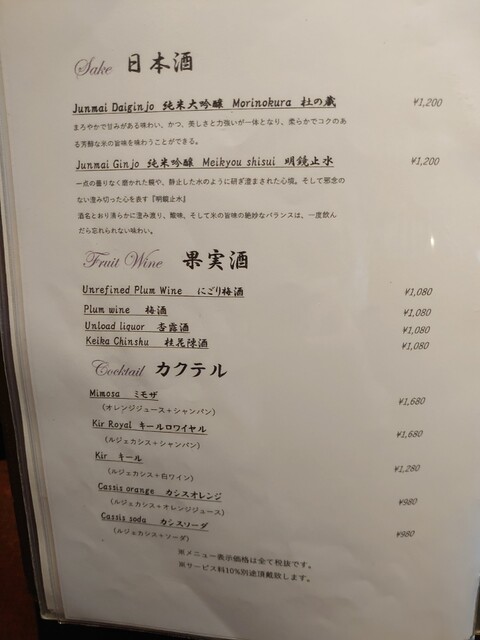 Sake 日本酒
Junmai Daiginjo 純米大吟醸 Morinokura 杜の蔵 ¥1,200
まろやかで甘みがある味わい、かつ、美しさと力強いが一体となり、柔らかでコクのあ
る芳醇な米の旨味を味わうことができる。
Junmai Ginjo 純米吟醸 Meikyou shisui 明鏡止水 ¥1,200
一点の曇りなく磨かれた鏡や、静止した水のように研ぎ澄まされた心境。そして邪念の
ない澄み切った心を表す『明鏡止水』
酒名とおり清らかに澄み渡り、酸味、そして米の旨味の絶妙なバランスは、一度飲ん
だら忘れられない味わい。
Fruit Wine 果実酒
Unrefined Plum Wine にごり梅酒 ¥1,080
Plum wine 梅酒 ¥1,080
Unload liquor 杏露酒 ¥1,080
Keika Chinshu 桂花陳酒 ¥1,080
Cocktail カクテル
Mimosa ミモザ ¥1,680
(オレンジジュース+シャンパン)
Kir Royal キールロワイヤル ¥1,680
(ルジェカシス+シャンパン)
Kir キール ¥1,280
(ルジェカシス+白ワイン)
Cassis orange カシスオレンジ ¥980
(ルジェカシス+オレンジジュース)
Cassis soda カシスソーダ ¥980
(ルジェカシス+ソーダ)
※メニュー表示価格は全て税抜です。
※サービス料10%別途頂戴致します。